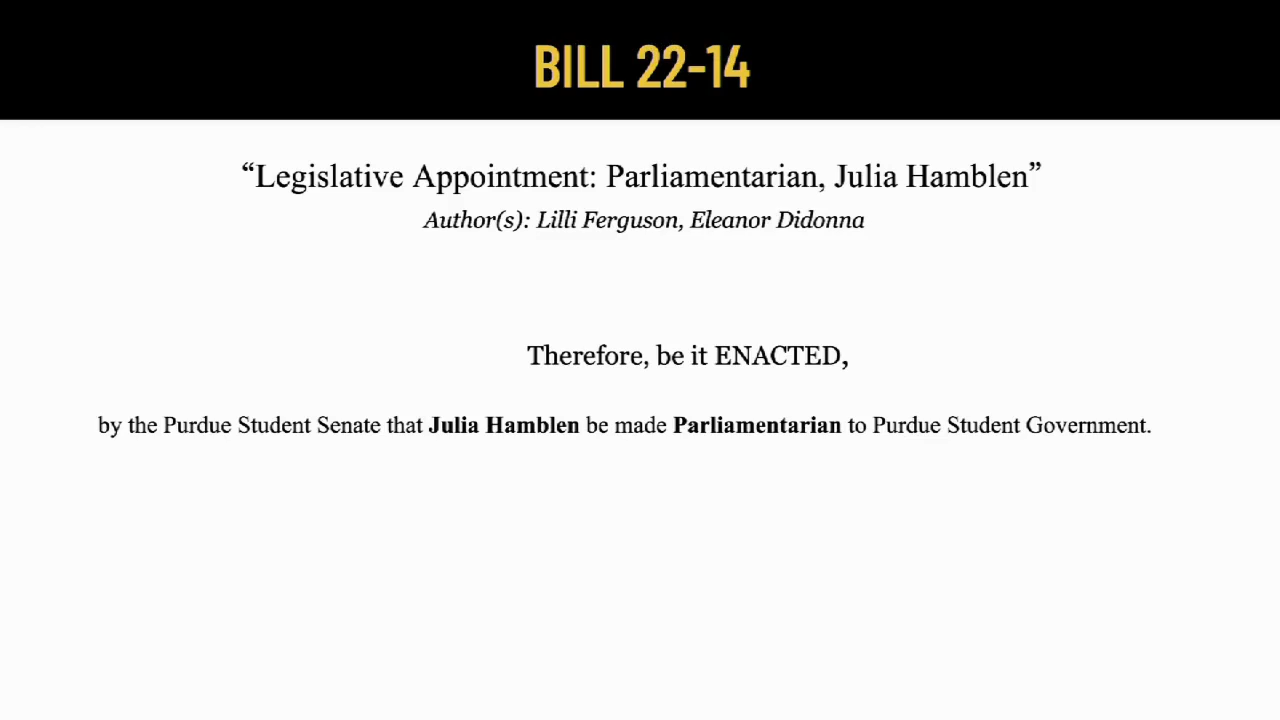 BILL 22-14
“Legislative Appointment: Parliamentarian, Julia Hamblen”
Author(s): Lilli Ferguson, Eleanor Didonna
Therefore, be it ENACTED,
by the Purdue Student Senate that Julia Hamblen be made Parliamentarian to Purdue Student Government.